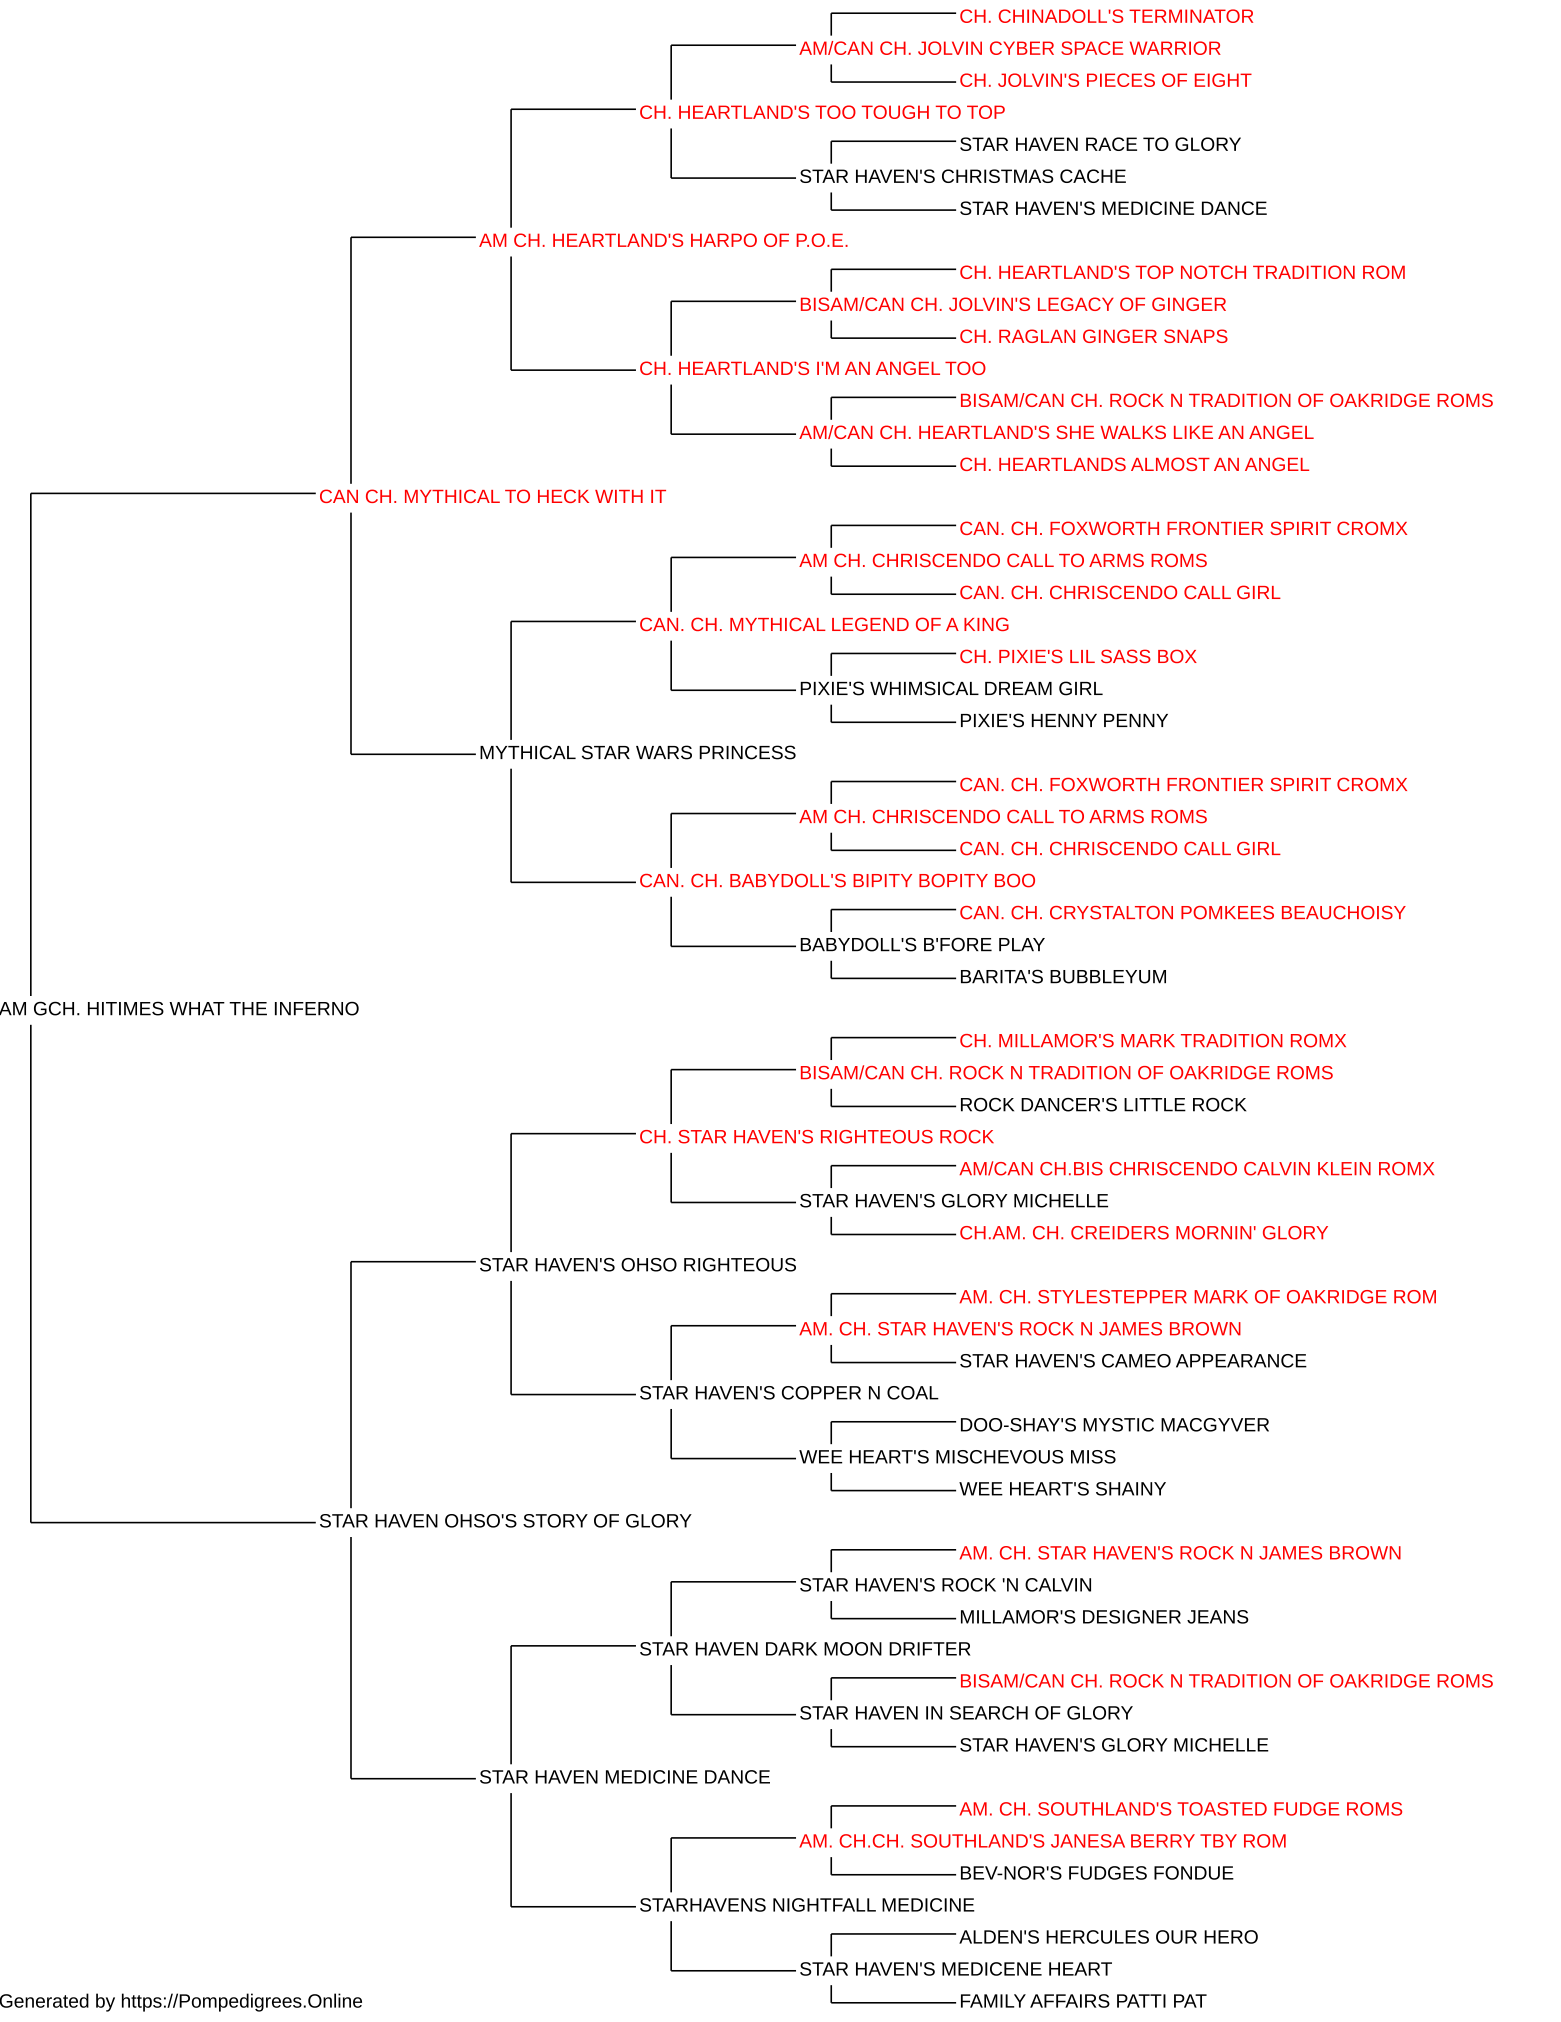 CH. CHINADOLL'S TERMINATOR
AM/CAN CH. JOLVIN CYBER SPACE WARRIOR
CH. JOLVIN'S PIECES OF EIGHT
CH. HEARTLAND'S TOO TOUGH TO TOP
STAR HAVEN RACE TO GLORY
STAR HAVEN'S CHRISTMAS CACHE
STAR HAVEN'S MEDICINE DANCE
AM CH. HEARTLAND'S HARPO OF P.O.E.
CH. HEARTLAND'S TOP NOTCH TRADITION ROM
BISAM/CAN CH. JOLVIN'S LEGACY OF GINGER
CH. RAGLAN GINGER SNAPS
CH. HEARTLAND'S I'M AN ANGEL TOO
BISAM/CAN CH. ROCK N TRADITION OF OAKRIDGE ROMS
AM/CAN CH. HEARTLAND'S SHE WALKS LIKE AN ANGEL
CH. HEARTLANDS ALMOST AN ANGEL
CAN CH. MYTHICAL TO HECK WITH IT
CAN. CH. FOXWORTH FRONTIER SPIRIT CROMX
AM CH. CHRISCENDO CALL TO ARMS ROMS
CAN. CH. CHRISCENDO CALL GIRL
CAN. CH. MYTHICAL LEGEND OF A KING
CH. PIXIE'S LIL SASS BOX
PIXIE'S WHIMSICAL DREAM GIRL
PIXIE'S HENNY PENNY
MYTHICAL STAR WARS PRINCESS
CAN. CH. FOXWORTH FRONTIER SPIRIT CROMX
AM CH. CHRISCENDO CALL TO ARMS ROMS
CAN. CH. CHRISCENDO CALL GIRL
CAN. CH. BABYDOLL'S BIPITY BOPITY BOO
CAN. CH. CRYSTALTON POMKEES BEAUCHOISY
BABYDOLL'S B'FORE PLAY
BARITA'S BUBBLEYUM
AM GCH. HITIMES WHAT THE INFERNO
CH. MILLAMOR'S MARK TRADITION ROMX
BISAM/CAN CH. ROCK N TRADITION OF OAKRIDGE ROMS
ROCK DANCER'S LITTLE ROCK
CH. STAR HAVEN'S RIGHTEOUS ROCK
AM/CAN CH.BIS CHRISCENDO CALVIN KLEIN ROMX
STAR HAVEN'S GLORY MICHELLE
CH.AM. CH. CREIDERS MORNIN' GLORY
STAR HAVEN'S OHSO RIGHTEOUS
AM. CH. STYLESTEPPER MARK OF OAKRIDGE ROM
AM. CH. STAR HAVEN'S ROCK N JAMES BROWN
STAR HAVEN'S CAMEO APPEARANCE
STAR HAVEN'S COPPER N COAL
DOO-SHAY'S MYSTIC MACGYVER
WEE HEART'S MISCHEVOUS MISS
WEE HEART'S SHAINY
STAR HAVEN OHSO'S STORY OF GLORY
AM. CH. STAR HAVEN'S ROCK N JAMES BROWN
STAR HAVEN'S ROCK 'N CALVIN
MILLAMOR'S DESIGNER JEANS
STAR HAVEN DARK MOON DRIFTER
BISAM/CAN CH. ROCK N TRADITION OF OAKRIDGE ROMS
STAR HAVEN IN SEARCH OF GLORY
STAR HAVEN'S GLORY MICHELLE
STAR HAVEN MEDICINE DANCE
AM. CH. SOUTHLAND'S TOASTED FUDGE ROMS
AM. CH.CH. SOUTHLAND'S JANESA BERRY TBY ROM
BEV-NOR'S FUDGES FONDUE
STARHAVENS NIGHTFALL MEDICINE
ALDEN'S HERCULES OUR HERO
STAR HAVEN'S MEDICENE HEART
FAMILY AFFAIRS PATTI PAT
Generated by https://Pompedigrees.Online